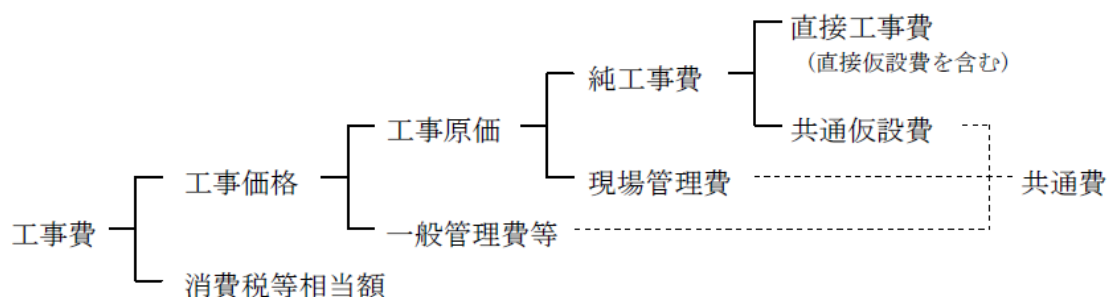 直接工事費
(直接仮設費を含む)
純工事費
工事原価
共通仮設費
工事価格
現場管理費
共通費
工事費
一般管理費等
消費税等相当額